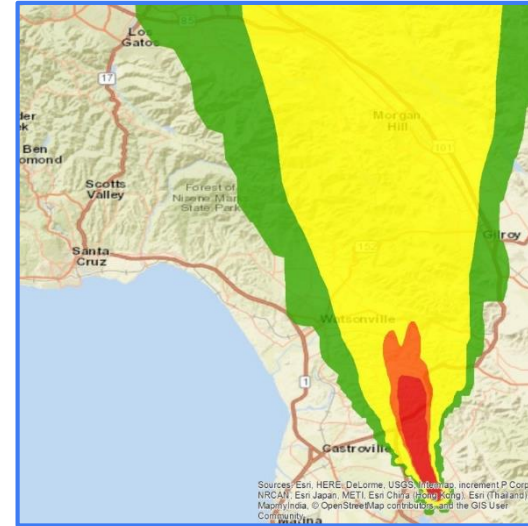 Los
Gatos
17
Morgan
Hill
Ben
101
Scotts
Valley
Forest of
Nisene Marks
State Park
Gilroy
Santa
Cruz
152
Watsonville
1
Castroville
Sources: Esri, HERE, DeLorme, USGS, Intermap, increment P Corp.,
NRCAN, Esri Japan, METI, Esri China (Hong Kong), Esri (Thailand),
MapmyIndia, © OpenStreetMap contributors, and the GIS User
Community
Marina